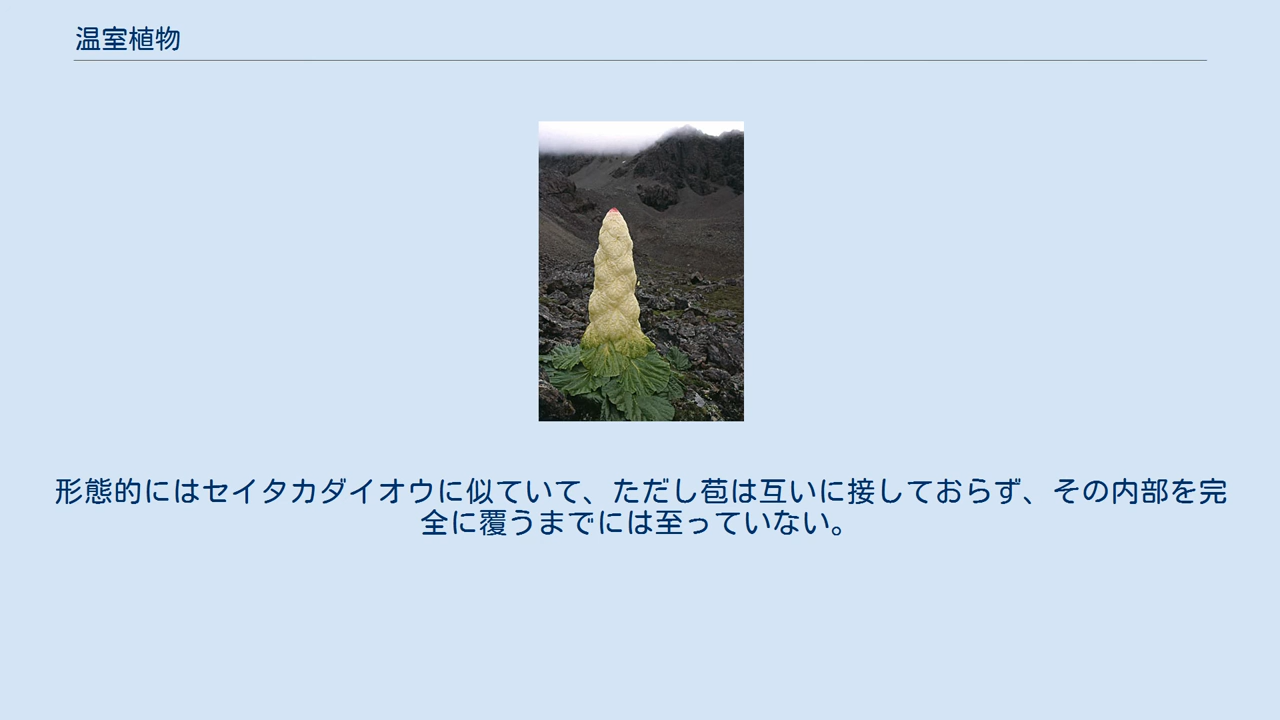 温室植物
形態的にはセイタカダイオウに似ていて、ただし苞は互いに接しておらず、その内部を完
全に覆うまでには至っていない。